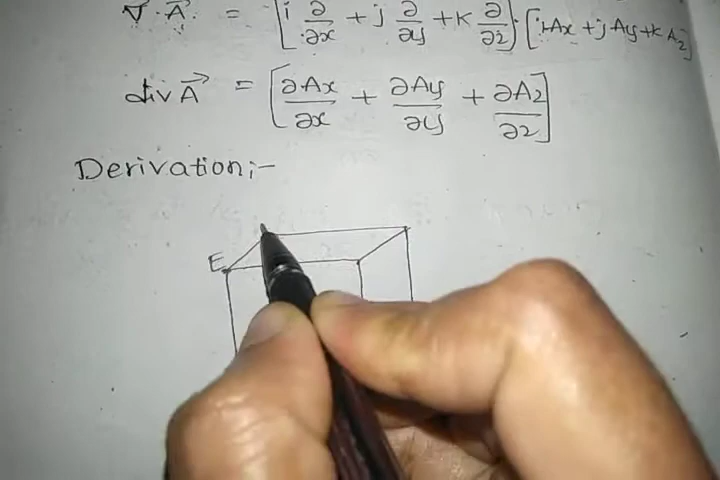 ∇ · A⃗ = [i ∂/∂x + j ∂/∂y + k ∂/∂z] · [iAx + jAy + kAz]
div A⃗ = [∂Ax/∂x + ∂Ay/∂y + ∂Az/∂z]
Derivation;-
E